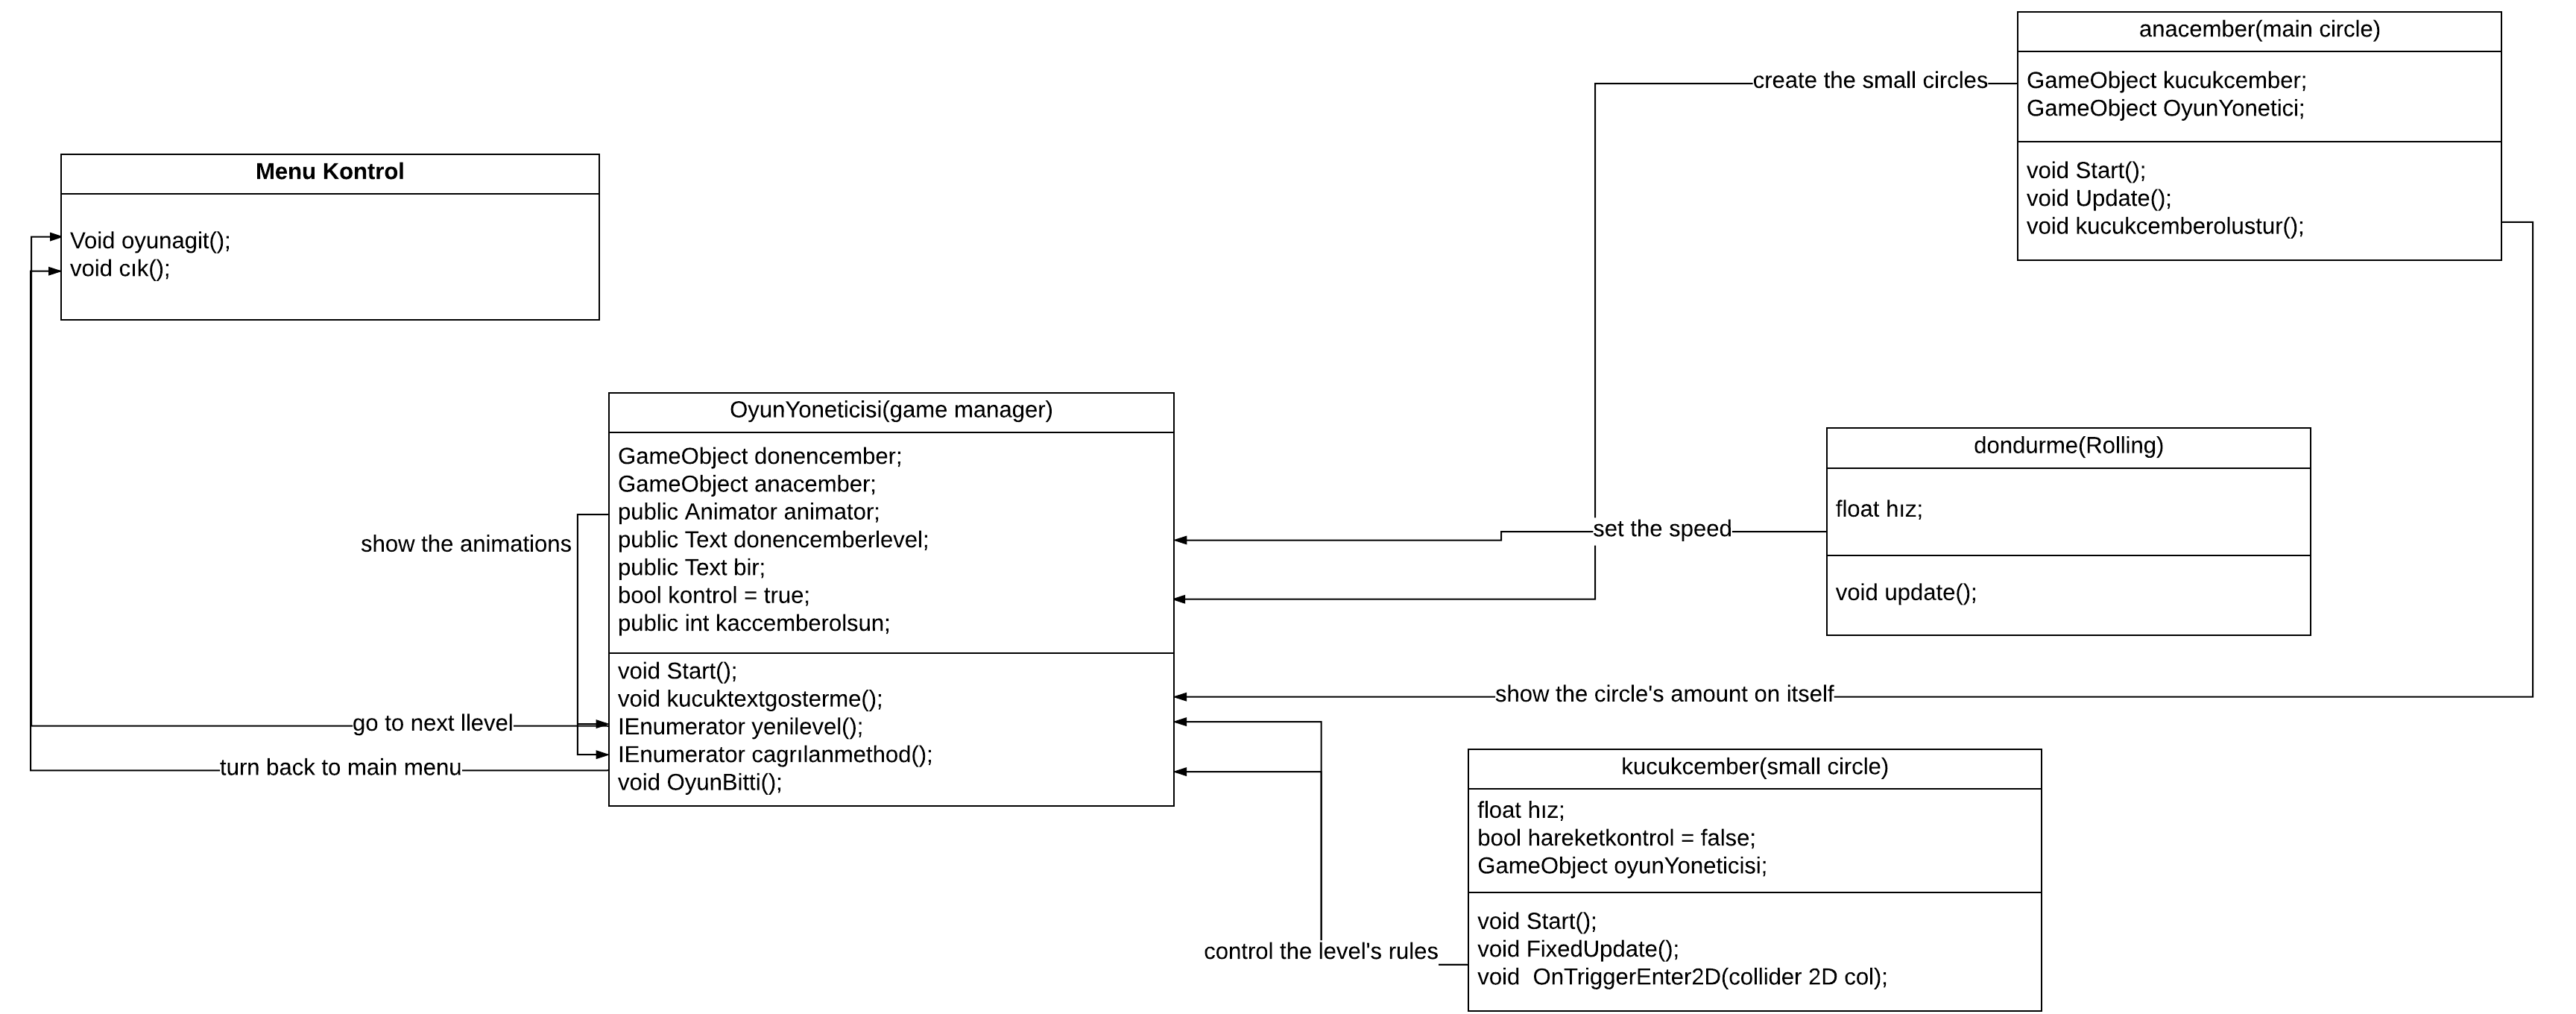 anacember(main circle)
GameObject kucukcember;
GameObject OyunYonetici;
void Start();
void Update();
void kucukcemberolustur();
create the small circles
Menu Kontrol
Void oyunagit();
void cık();
OyunYoneticisi(game manager)
GameObject donencember;
GameObject anacember;
public Animator animator;
public Text donencemberlevel;
public Text bir;
bool kontrol = true;
public int kaccemberolsun;
void Start();
void kucuktextgosterme();
IEnumerator yenilevel();
IEnumerator cagrılanmethod();
void OyunBitti();
show the animations
go to next llevel
turn back to main menu
dondurme(Rolling)
float hız;
void update();
set the speed
show the circle's amount on itself
kucukcember(small circle)
float hız;
bool hareketkontrol = false;
GameObject oyunYoneticisi;
void Start();
void FixedUpdate();
void  OnTriggerEnter2D(collider 2D col);
control the level's rules